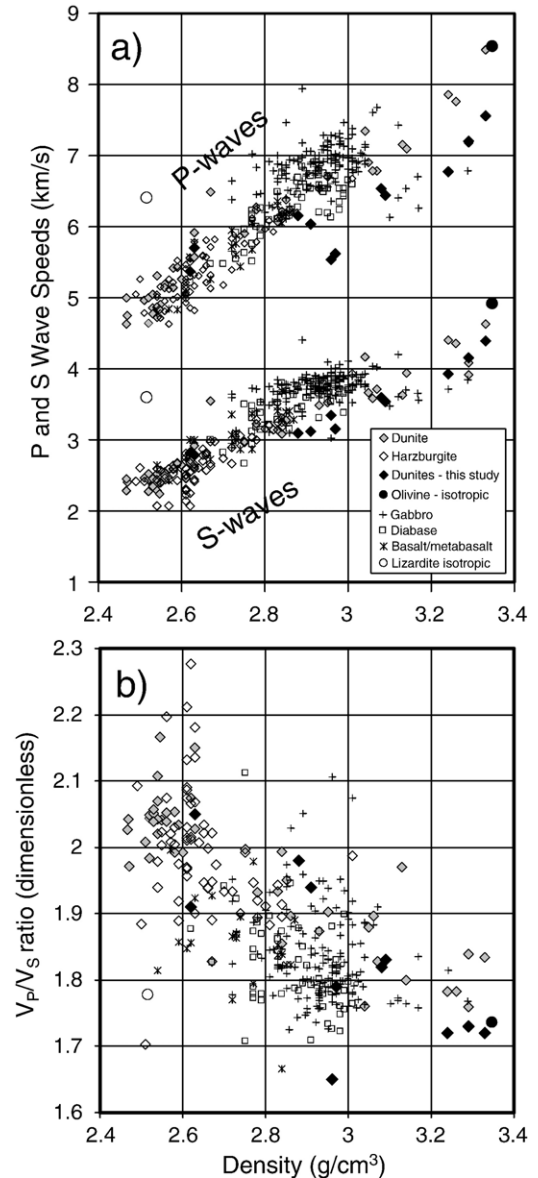 a)
9
8
7
6
5
4
3
2
1
P and S Wave Speeds (km/s)
P-waves
S-waves
Dunite
Harzburgite
Dunites - this study
Olivine - isotropic
Gabbro
Diabase
Basalt/metabasalt
Lizardite isotropic
2.4 2.6 2.8 3 3.2 3.4
b)
2.3
2.2
2.1
2
1.9
1.8
1.7
1.6
VP/VS ratio (dimensionless)
2.4 2.6 2.8 3 3.2 3.4
Density (g/cm³)